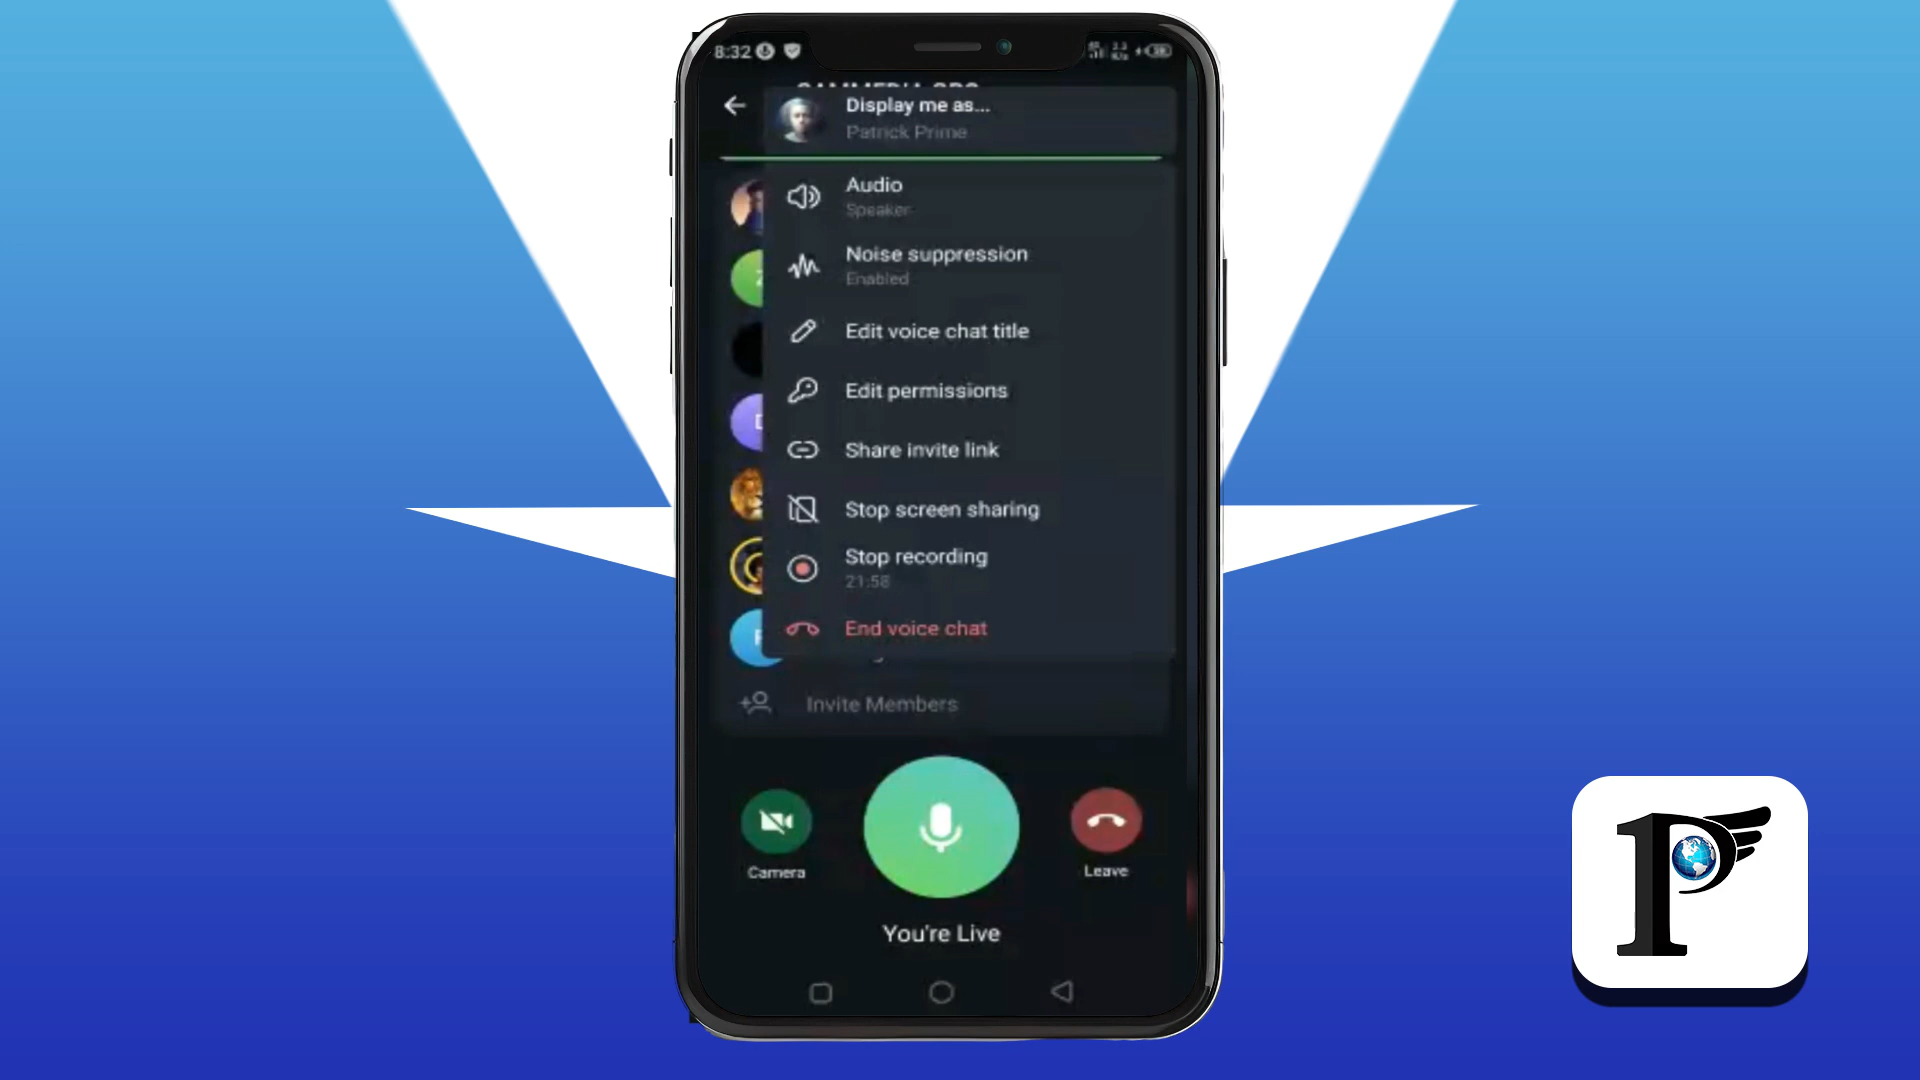 8:32
Display me as...
Patrick Prime
Audio
Speaker
Noise suppression
Enabled
Edit voice chat title
Edit permissions
Share invite link
Stop screen sharing
Stop recording
21:58
End voice chat
Invite Members
Camera
Leave
You're Live
P